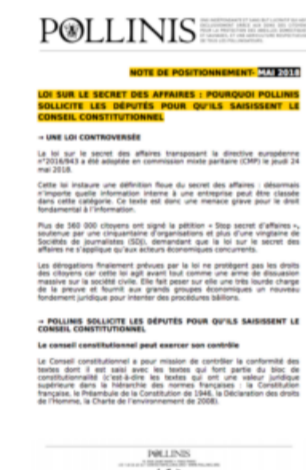 POLLINIS
NOTE DE POSITIONNEMENT- MAI 2018
LOI SUR LE SECRET DES AFFAIRES : POURQUOI POLLINIS
SOLLICITE LES DÉPUTÉS POUR QU'ILS SAISISSENT LE
CONSEIL CONSTITUTIONNEL
→ UNE LOI CONTROVERSÉE
La loi sur le secret des affaires transposant la directive européenne
n°2016/943 a été adoptée en commission mixte paritaire (CMP) le jeudi 24
mai 2018.
Cette loi instaure une définition floue du secret des affaires : désormais
n'importe quelle information interne à une entreprise peut être classée
dans cette catégorie. Ce texte est donc une menace grave pour le droit
fondamental à l'information.
Plus de 560 000 citoyens ont signé la pétition « Stop secret d'affaires »,
soutenue par une cinquantaine d'organisations et plus d'une vingtaine de
Sociétés de journalistes (SDJ), demandant que la loi sur le secret des
affaires ne s'applique qu'aux acteurs économiques concurrents.
Les dérogations finalement prévues par la loi ne protègent pas les droits
des citoyens car cette loi agit avant tout comme une arme de dissuasion
massive sur la société civile. Elle fait peser sur elle une très lourde charge
de la preuve et fournit aux grands groupes économiques un nouveau
fondement juridique pour intenter des procédures bâillons.
→ POLLINIS SOLLICITE LES DÉPUTÉS POUR QU'ILS SAISISSENT LE
CONSEIL CONSTITUTIONNEL
Le conseil constitutionnel peut exercer son contrôle
Le Conseil constitutionnel a pour mission de contrôler la conformité des
textes dont il est saisi avec les textes qui font partie du bloc de
constitutionnalité (c'est-à-dire les textes qui ont une valeur juridique
supérieure dans la hiérarchie des normes françaises : la Constitution
française, le Préambule de la Constitution de 1946, la Déclaration des droits
de l'Homme, la Charte de l'environnement de 2008).
POLLINIS